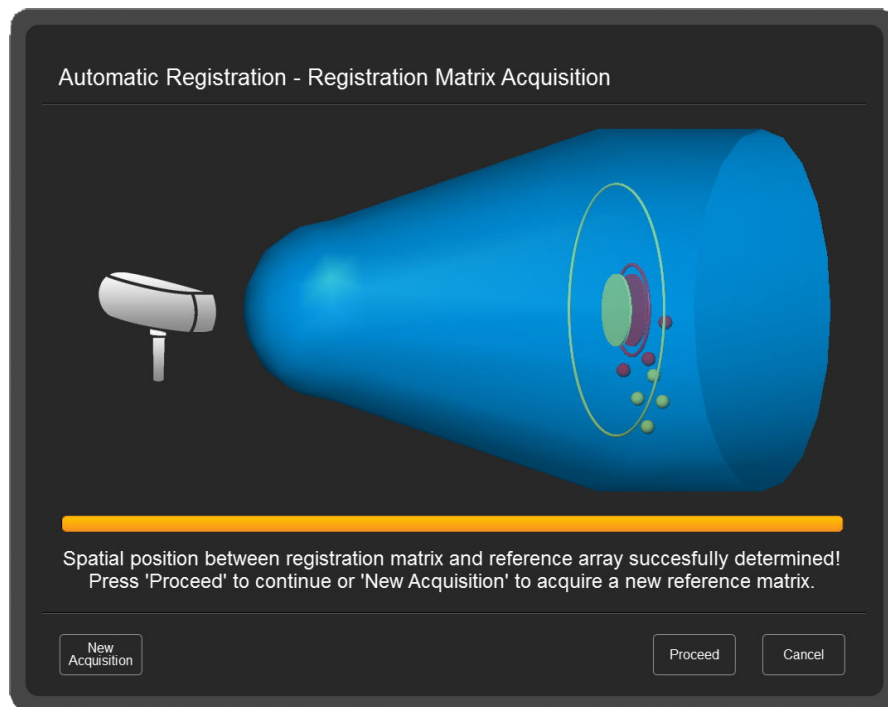 Automatic Registration - Registration Matrix Acquisition
Spatial position between registration matrix and reference array succesfully determined!
Press 'Proceed' to continue or 'New Acquisition' to acquire a new reference matrix.
New
Acquisition
Proceed
Cancel